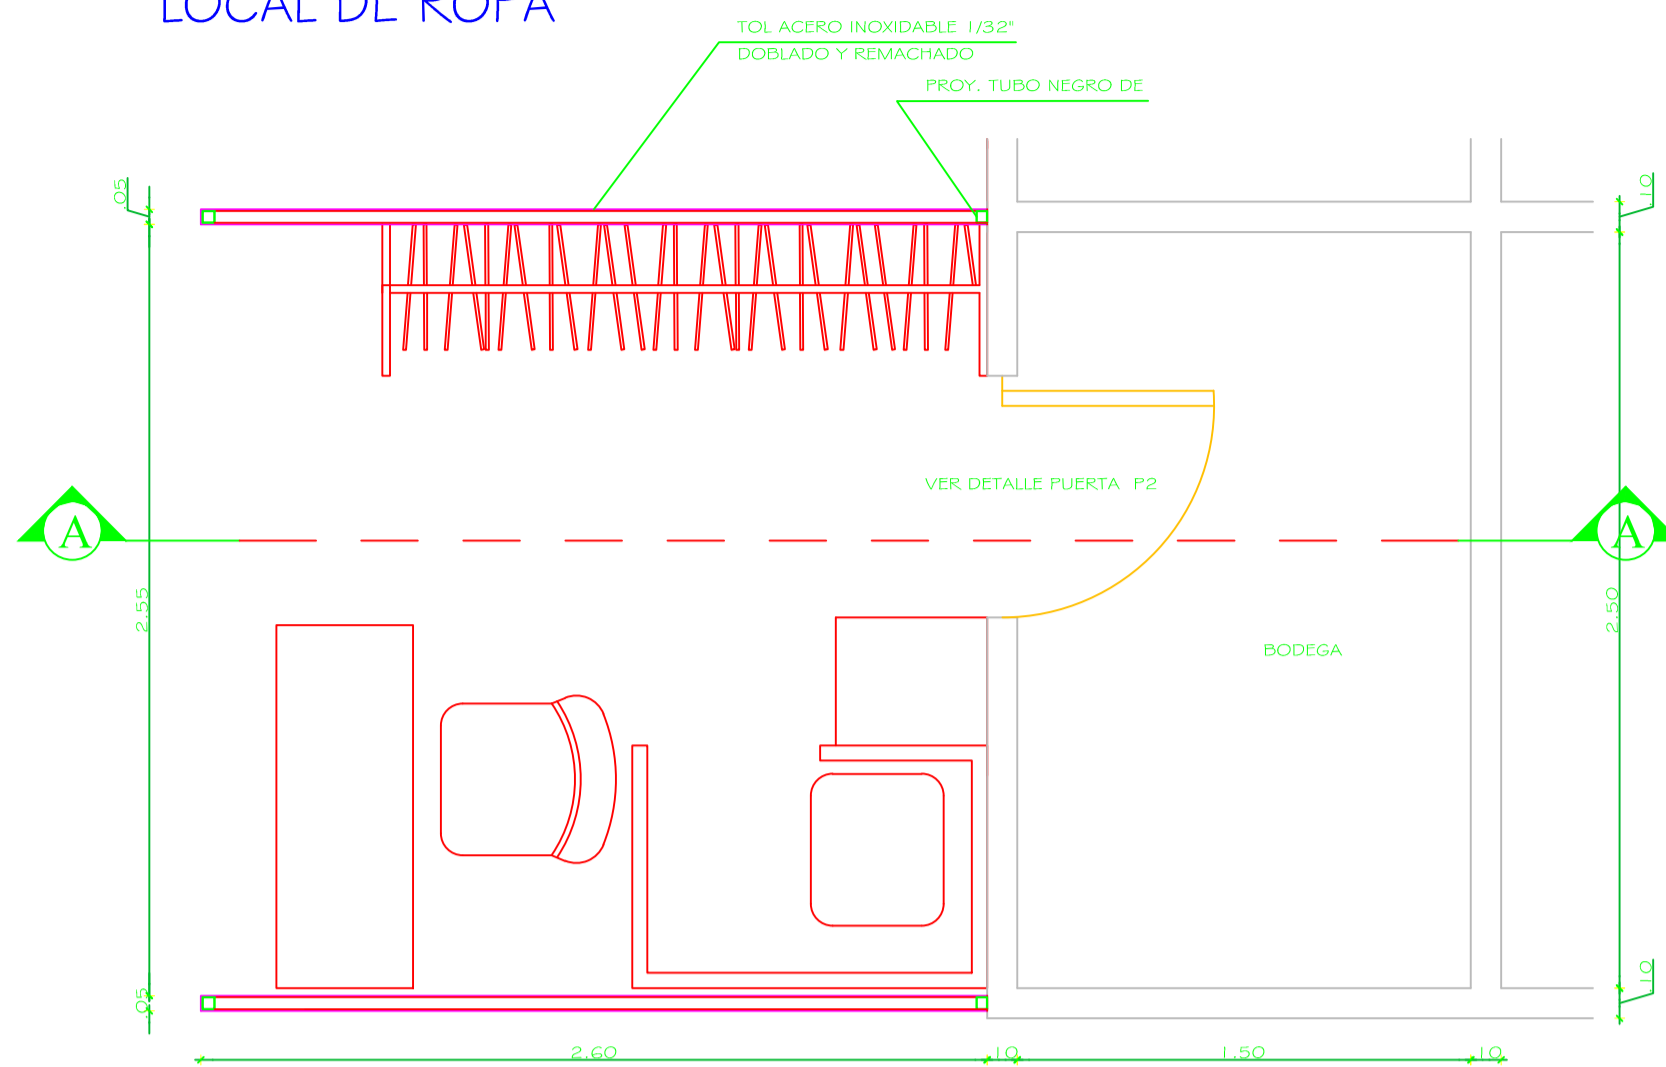 LOCAL DE ROPA
TOL ACERO INOXIDABLE 1/32"
DOBLADO Y REMACHADO
PROY. TUBO NEGRO DE
.05
.10
VER DETALLE PUERTA P2
A
A
2.55
2.50
BODEGA
.05
.10
2.60
.10
1.50
.10